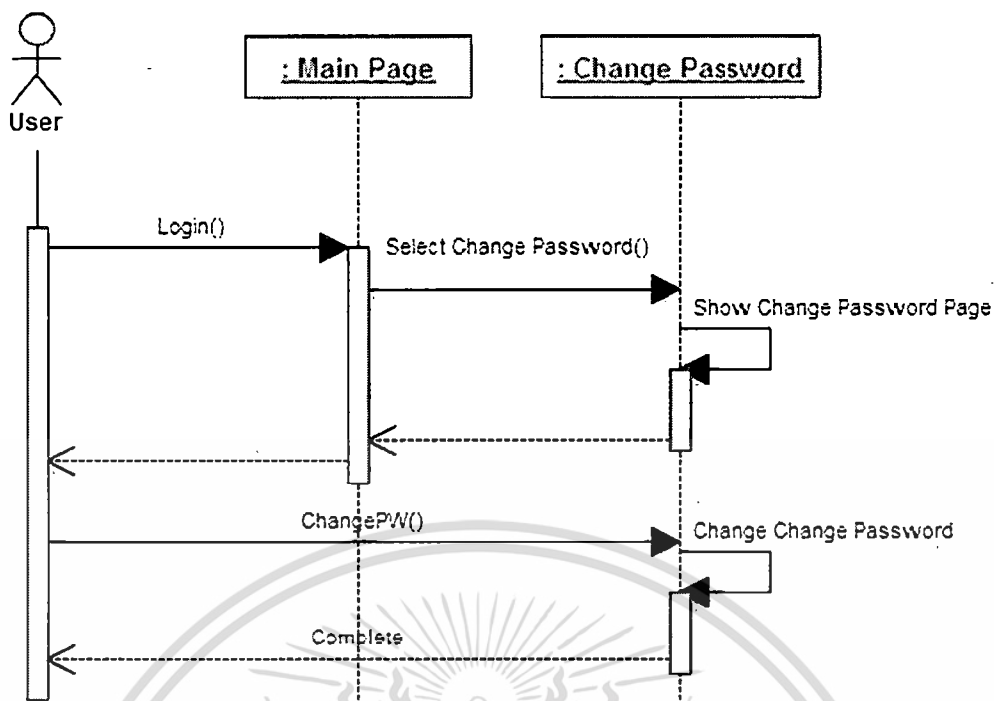 : Main Page
: Change Password
User
Login()
Select Change Password()
Show Change Password Page
ChangePW()
Change Change Password
Complete